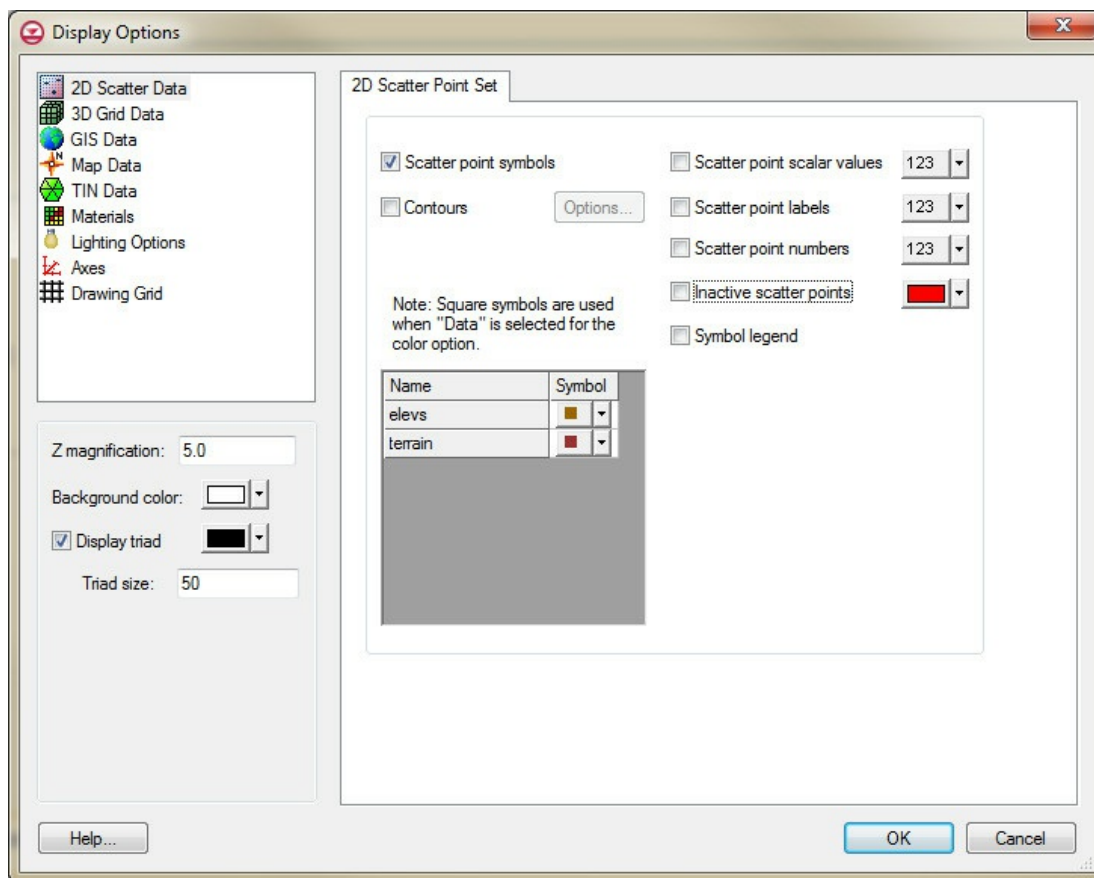 Display Options
2D Scatter Data
3D Grid Data
GIS Data
Map Data
TIN Data
Materials
Lighting Options
Axes
Drawing Grid
Z magnification: 5.0
Background color:
Display triad
Triad size: 50
2D Scatter Point Set
Scatter point symbols
Contours
Options...
Note: Square symbols are used
when "Data" is selected for the
color option.
Name Symbol
elevs
terrain
Scatter point scalar values 123
Scatter point labels 123
Scatter point numbers 123
Inactive scatter points
Symbol legend
Help...
OK
Cancel